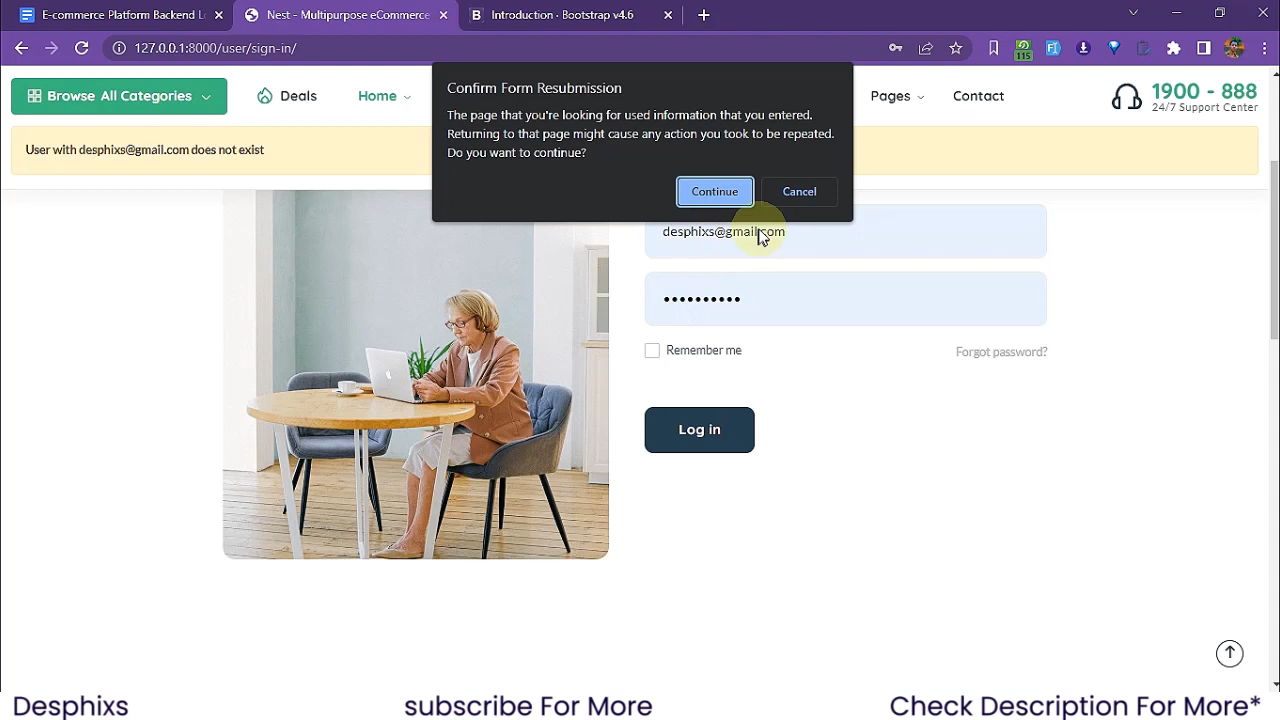 E-commerce Platform Backend Lo
Nest - Multipurpose eCommerce
Introduction · Bootstrap v4.6
127.0.0.1:8000/user/sign-in/
115
Browse All Categories
Deals
Home
Pages
Contact
1900 - 888
24/7 Support Center
User with desphixs@gmail.com does not exist
Confirm Form Resubmission
The page that you're looking for used information that you entered.
Returning to that page might cause any action you took to be repeated.
Do you want to continue?
Continue
Cancel
desphixs@gmail.com
Remember me
Forgot password?
Log in
Desphixs
subscribe For More
Check Description For More*